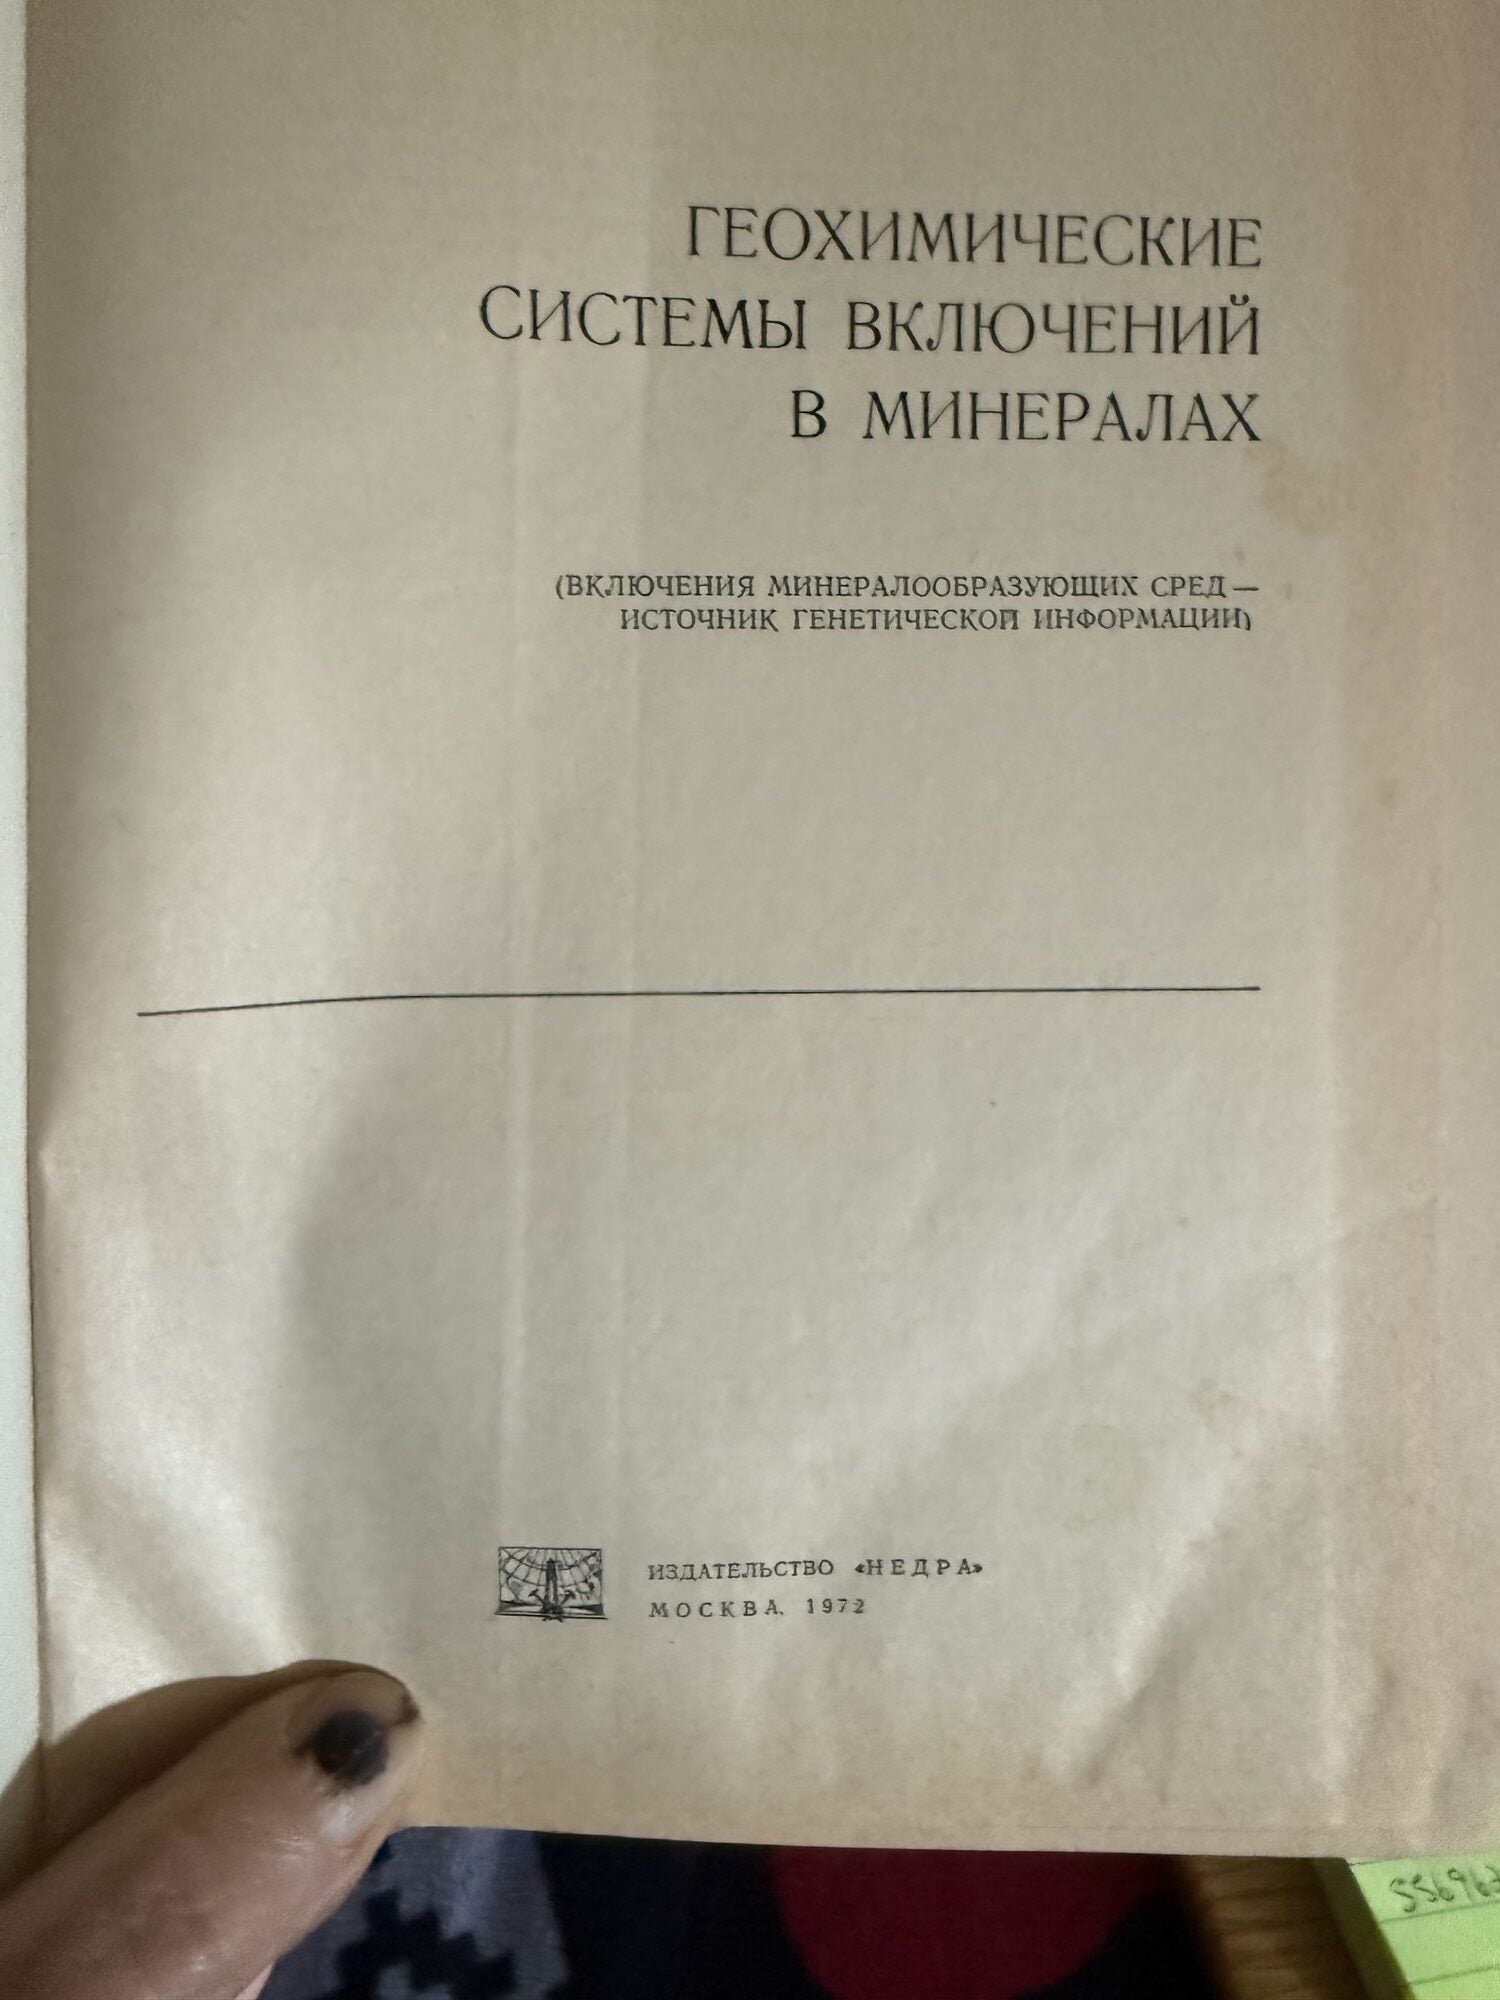 ГЕОХИМИЧЕСКИЕ
СИСТЕМЫ ВКЛЮЧЕНИЙ
В МИНЕРАЛАХ
(ВКЛЮЧЕНИЯ МИНЕРАЛООБРАЗУЮЩИХ СРЕД —
ИСТОЧНИК ГЕНЕТИЧЕСКОЙ ИНФОРМАЦИИ)
ИЗДАТЕЛЬСТВО «НЕДРА»
МОСКВА, 1972